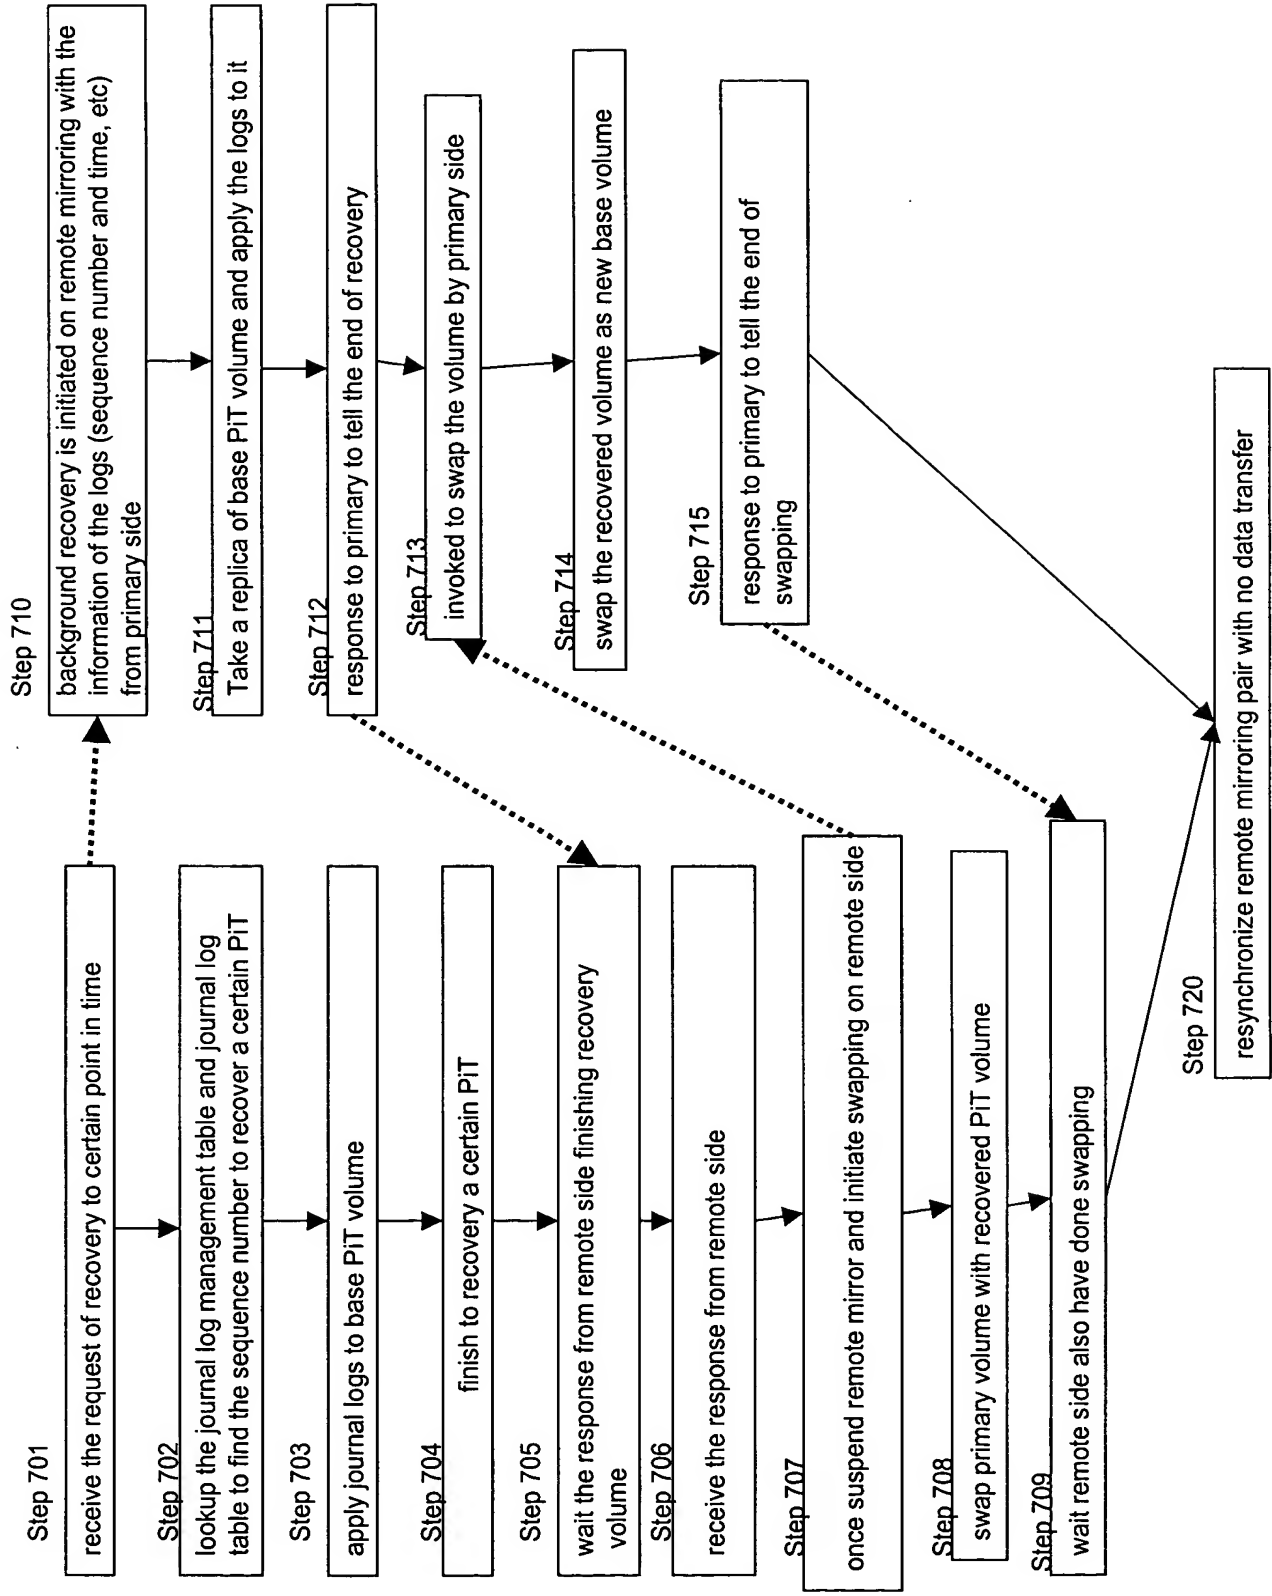 Step 701
receive the request of recovery to certain point in time
Step 702
lookup the journal log management table and journal log
table to find the sequence number to recover a certain PiT
Step 703
apply journal logs to base PiT volume
Step 704
finish to recovery a certain PiT
Step 705
wait the response from remote side finishing recovery
volume
Step 706
receive the response from remote side
Step 707
once suspend remote mirror and initiate swapping on remote side
Step 708
swap primary volume with recovered PiT volume
Step 709
wait remote side also have done swapping
Step 710
background recovery is initiated on remote mirroring with the
information of the logs (sequence number and time, etc)
from primary side
Step 711
Take a replica of base PiT volume and apply the logs to it
Step 712
response to primary to tell the end of recovery
Step 713
invoked to swap the volume by primary side
Step 714
swap the recovered volume as new base volume
Step 715
response to primary to tell the end of
swapping
Step 720
resynchronize remote mirroring pair with no data transfer